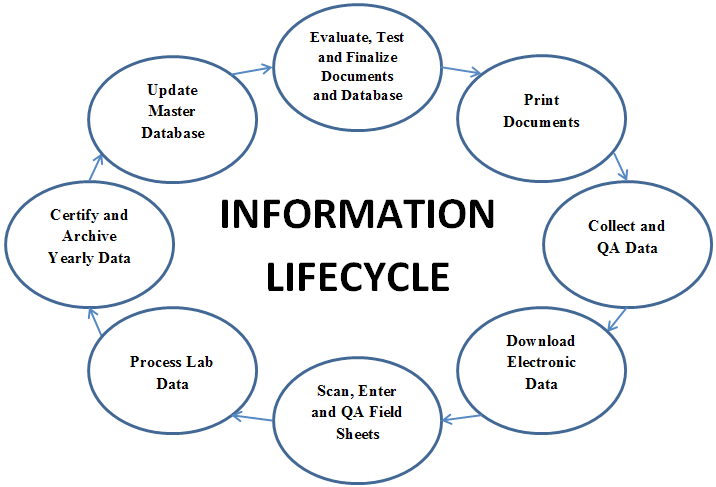 Evaluate, Test
and Finalize
Documents
and Database
Print
Documents
Collect and
QA Data
Download
Electronic
Data
Scan, Enter
and QA Field
Sheets
Process Lab
Data
Certify and
Archive
Yearly Data
Update
Master
Database
INFORMATION
LIFECYCLE